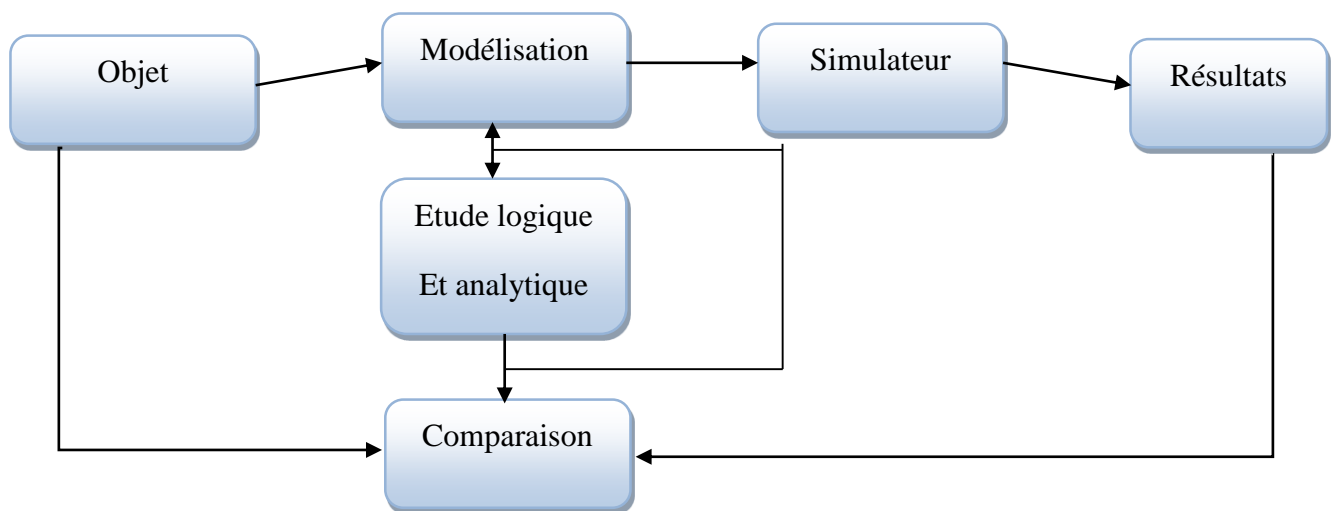 Objet
Modélisation
Simulateur
Résultats
Etude logique
Et analytique
Comparaison